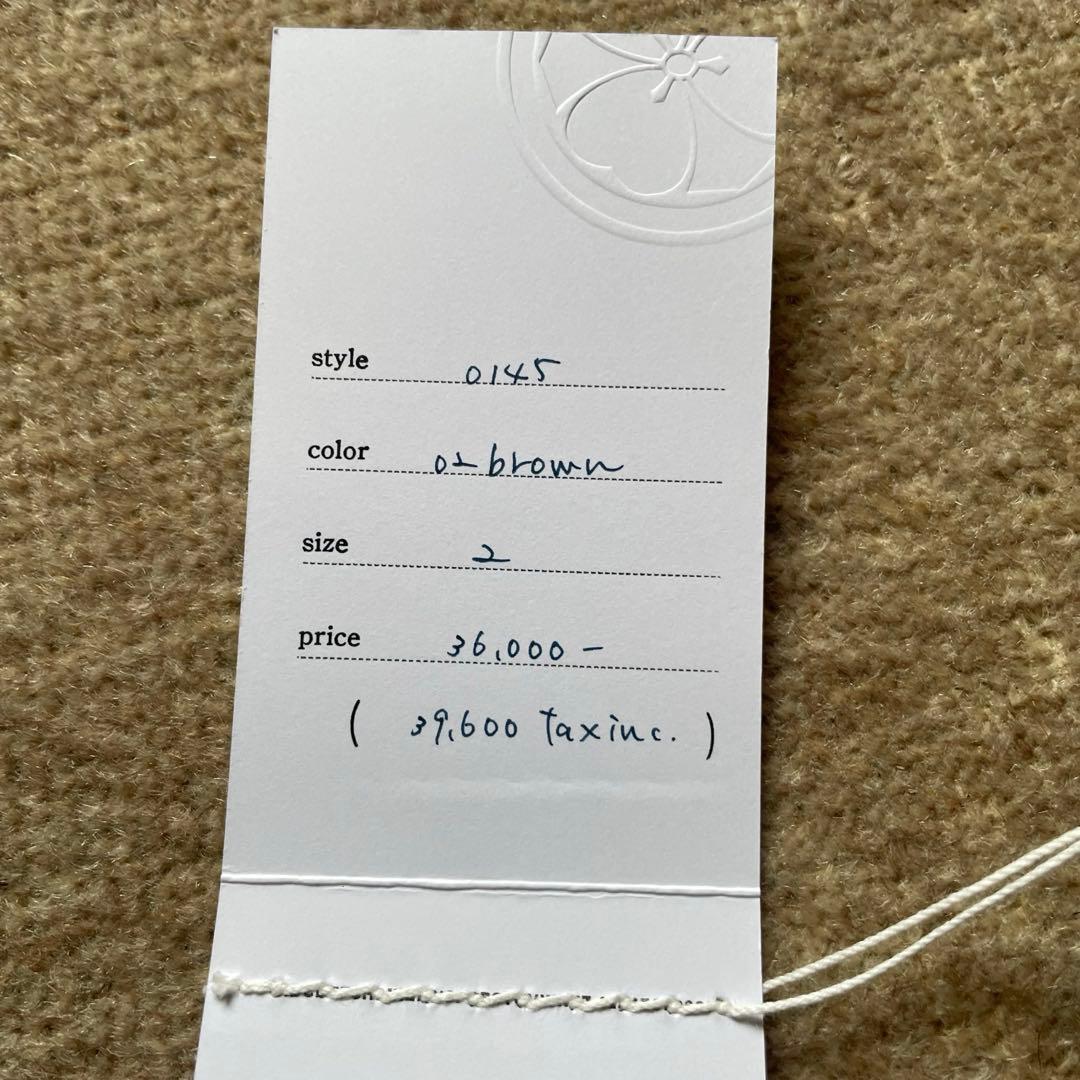 style 0145
color 02 brown
size 2
price 36,000 –
( 39,600 tax inc. )